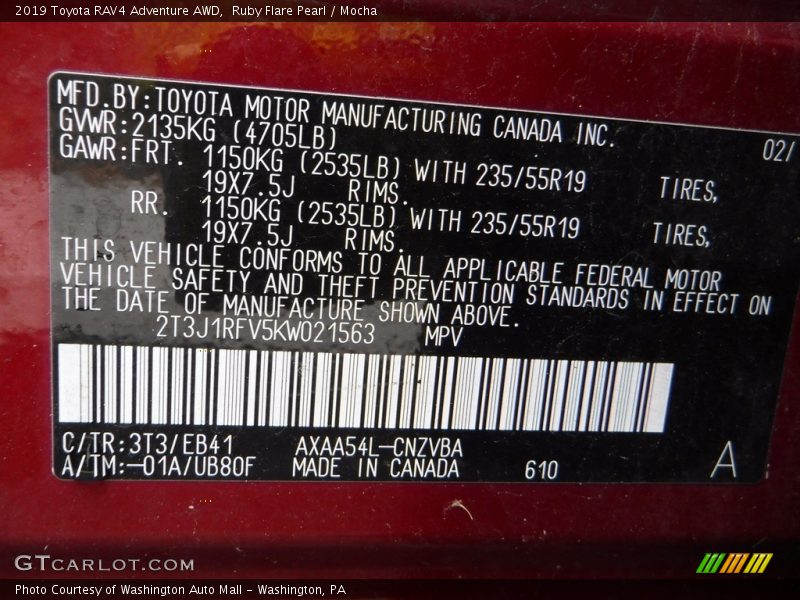 2019 Toyota RAV4 Adventure AWD,  Ruby Flare Pearl / Mocha
MFD.BY:TOYOTA MOTOR MANUFACTURING CANADA INC. 02/
GVWR:2135KG (4705LB)
GAWR:FRT. 1150KG (2535LB) WITH 235/55R19 TIRES,
19X7.5J RIMS.
RR. 1150KG (2535LB) WITH 235/55R19 TIRES,
19X7.5J RIMS.
THIS VEHICLE CONFORMS TO ALL APPLICABLE FEDERAL MOTOR
VEHICLE SAFETY AND THEFT PREVENTION STANDARDS IN EFFECT ON
THE DATE OF MANUFACTURE SHOWN ABOVE.
2T3J1RFV5KW021563 MPV
C/TR:3T3/EB41 AXAA54L-CNZVBA
A/TM:-01A/UB80F MADE IN CANADA 610 A
GTCARLOT.COM
Photo Courtesy of Washington Auto Mall - Washington, PA